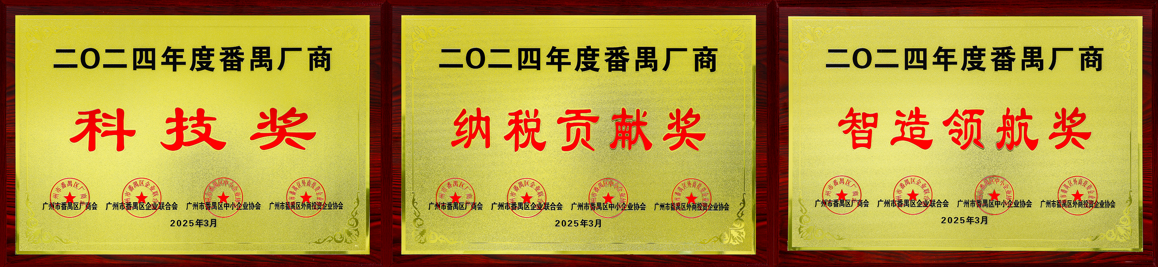 二〇二四年度番禺厂商
科技奖
广州市番禺区厂商会 广州市番禺区企业联合会 广州市番禺区中小企业协会 广州市番禺区外商投资企业协会
2025年3月
二〇二四年度番禺厂商
纳税贡献奖
广州市番禺区厂商会 广州市番禺区企业联合会 广州市番禺区中小企业协会 广州市番禺区外商投资企业协会
2025年3月
二〇二四年度番禺厂商
智造领航奖
广州市番禺区厂商会 广州市番禺区企业联合会 广州市番禺区中小企业协会 广州市番禺区外商投资企业协会
2025年3月